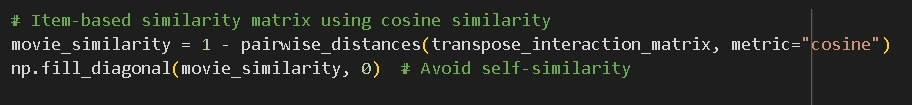 # Item-based similarity matrix using cosine similarity
movie_similarity = 1 - pairwise_distances(transpose_interaction_matrix, metric="cosine")
np.fill_diagonal(movie_similarity, 0)  # Avoid self-similarity